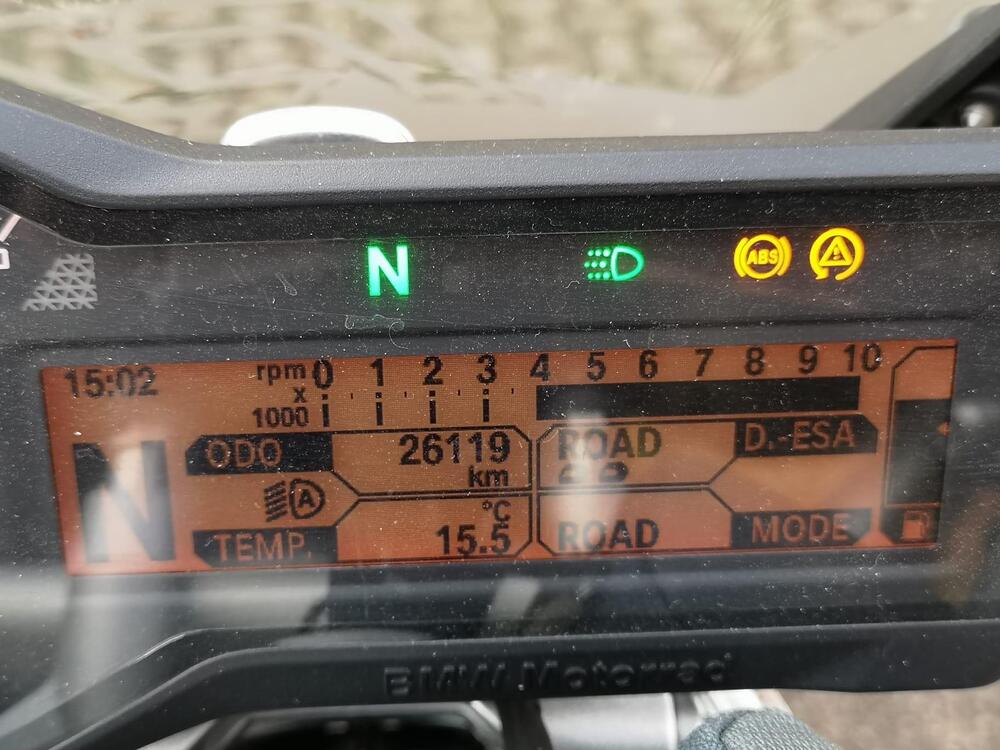 N
ABS
15:02
rpm 0 1 2 3 4 5 6 7 8 9 10
x
1000
N
ODO 26119
km
ROAD D.-ESA
A
TEMP. °C
15.5
ROAD MODE
BMW Motorrad